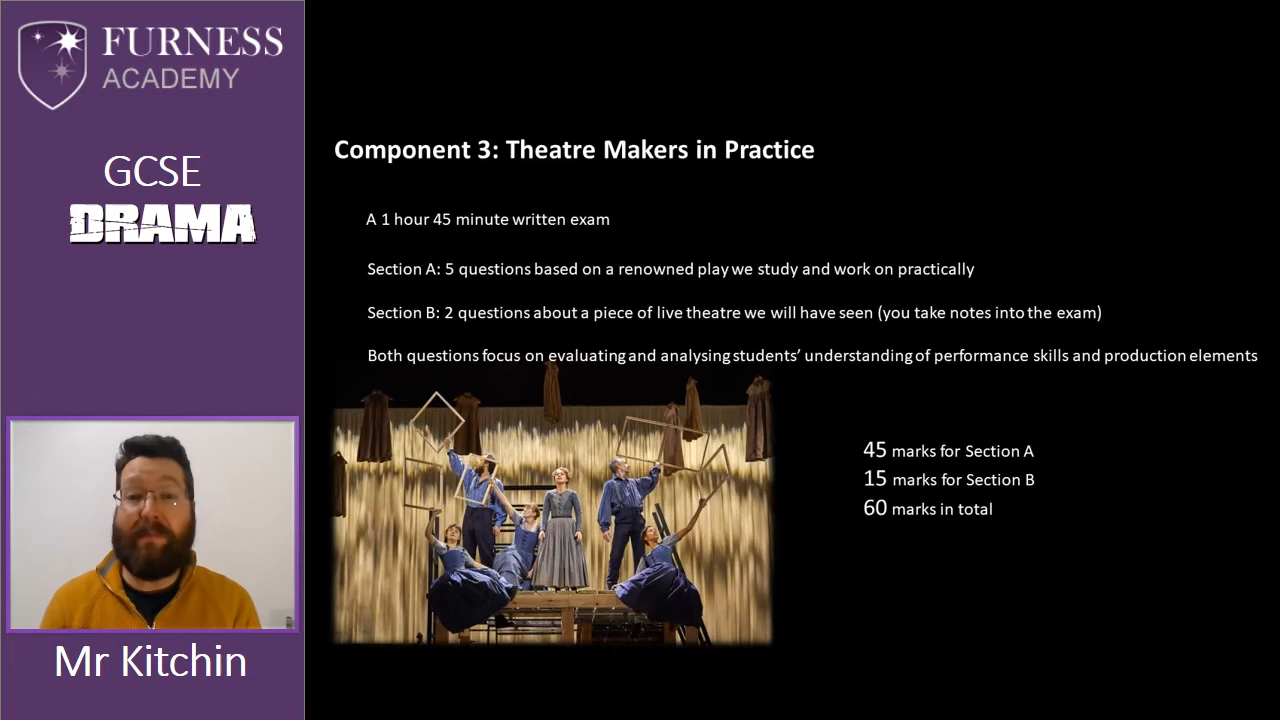 FURNESS
ACADEMY
GCSE
DRAMA
Mr Kitchin
Component 3: Theatre Makers in Practice
A 1 hour 45 minute written exam
Section A: 5 questions based on a renowned play we study and work on practically
Section B: 2 questions about a piece of live theatre we will have seen (you take notes into the exam)
Both questions focus on evaluating and analysing students’ understanding of performance skills and production elements
45 marks for Section A
15 marks for Section B
60 marks in total